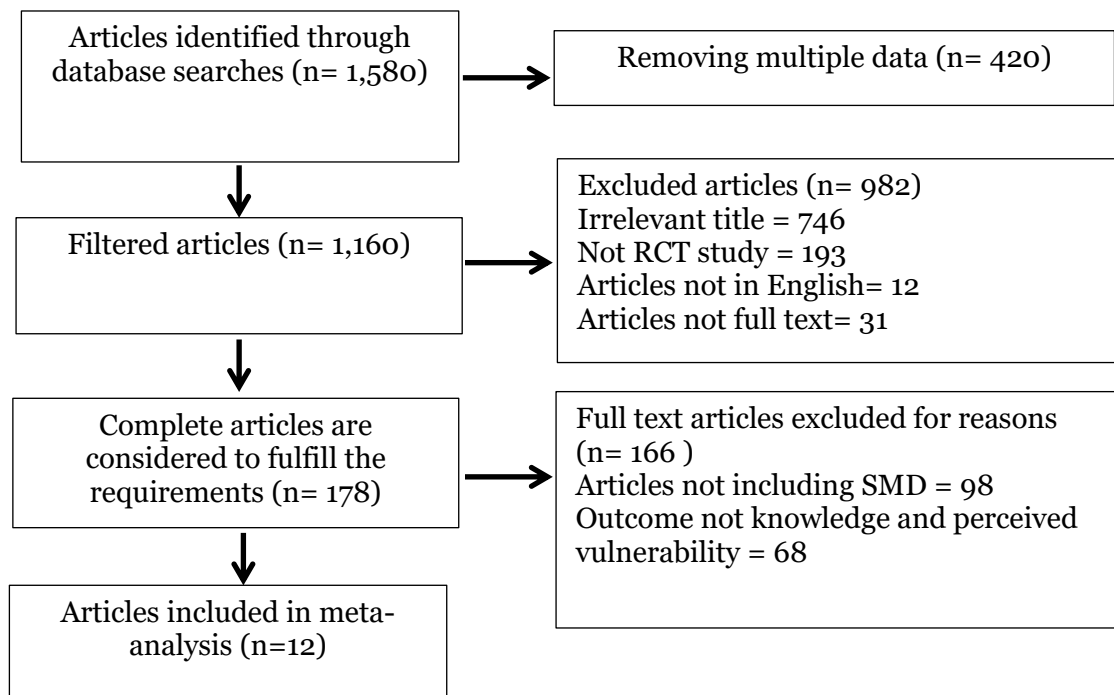 Articles identified through
database searches (n= 1,580)
Removing multiple data (n= 420)
Filtered articles (n= 1,160)
Excluded articles (n= 982)
Irrelevant title = 746
Not RCT study = 193
Articles not in English= 12
Articles not full text= 31
Complete articles are
considered to fulfill the
requirements (n= 178)
Full text articles excluded for reasons
(n= 166 )
Articles not including SMD = 98
Outcome not knowledge and perceived
vulnerability = 68
Articles included in meta-
analysis (n=12)